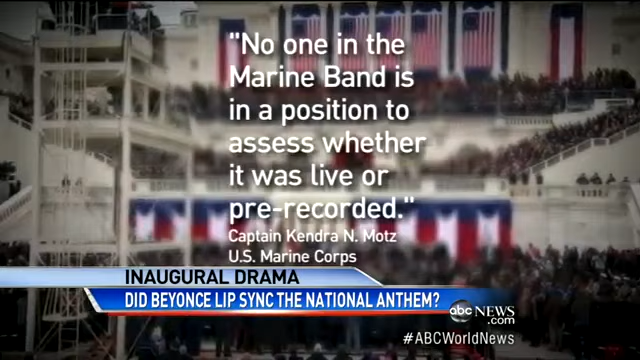 "No one in the
Marine Band is
in a position to
assess whether
it was live or
pre-recorded."
Captain Kendra N. Motz
U.S. Marine Corps
INAUGURAL DRAMA
DID BEYONCE LIP SYNC THE NATIONAL ANTHEM?
abc NEWS
.com
#ABCWorldNews